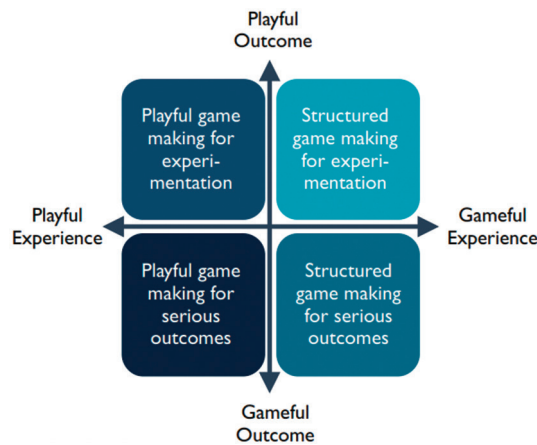 Playful
Outcome
Playful game
making for
experi-
mentation
Structured
game making
for experi-
mentation
Playful
Experience
Gameful
Experience
Playful game
making for
serious
outcomes
Structured
game making
for serious
outcomes
Gameful
Outcome